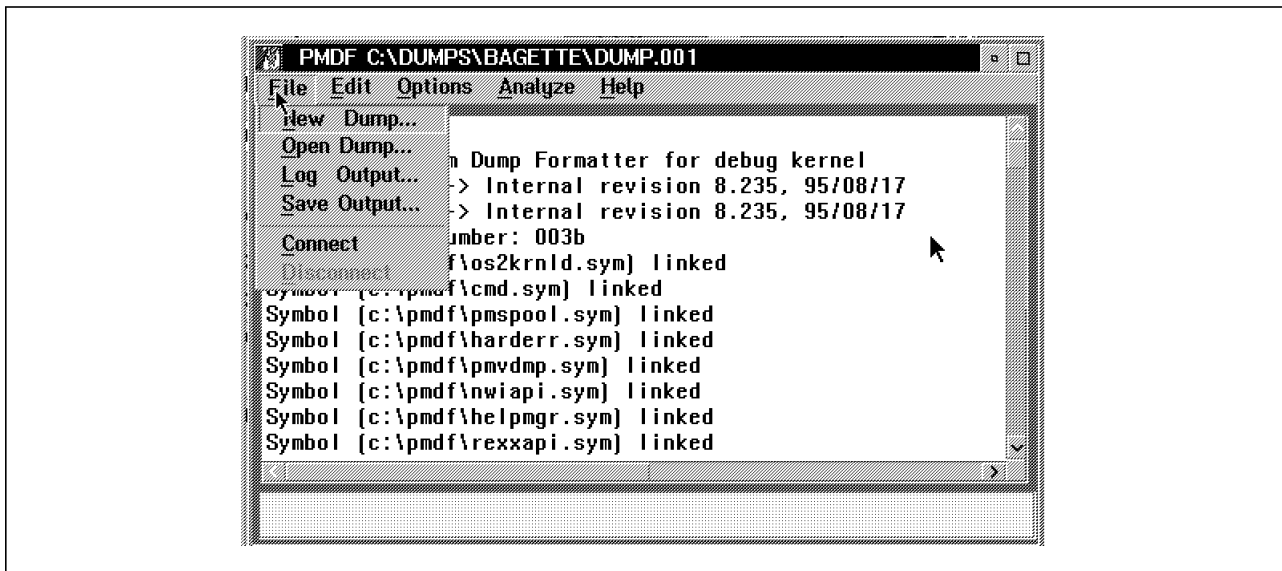 PMDF C:\DUMPS\BAGETTE\DUMP.001
File Edit Options Analyze Help
New Dump...
Open Dump...
Log Output...
Save Output...
Connect
Disconnect
Dump Formatter for debug kernel
-> Internal revision 8.235, 95/08/17
-> Internal revision 8.235, 95/08/17
umber: 003b
f\os2krnld.sym) linked
Symbol (c:\pmdf\cmd.sym) linked
Symbol (c:\pmdf\pmspool.sym) linked
Symbol (c:\pmdf\harderr.sym) linked
Symbol (c:\pmdf\pmvdmp.sym) linked
Symbol (c:\pmdf\nwiapi.sym) linked
Symbol (c:\pmdf\helpmgr.sym) linked
Symbol (c:\pmdf\rexxapi.sym) linked